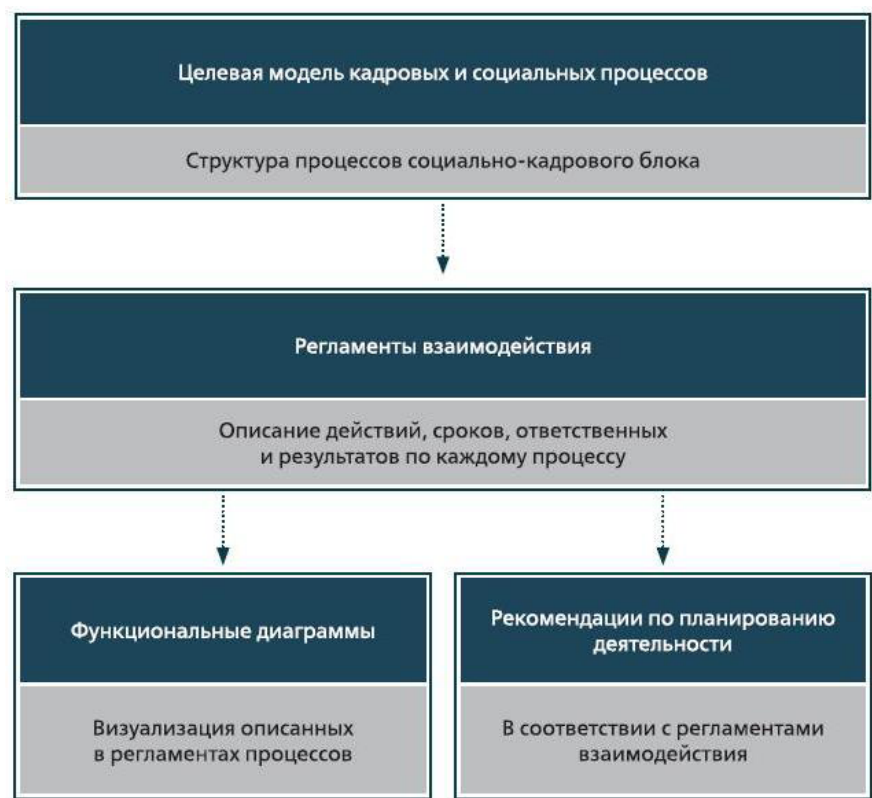 Целевая модель кадровых и социальных процессов
Структура процессов социально-кадрового блока
Регламенты взаимодействия
Описание действий, сроков, ответственных
и результатов по каждому процессу
Функциональные диаграммы
Визуализация описанных
в регламентах процессов
Рекомендации по планированию
деятельности
В соответствии с регламентами
взаимодействия